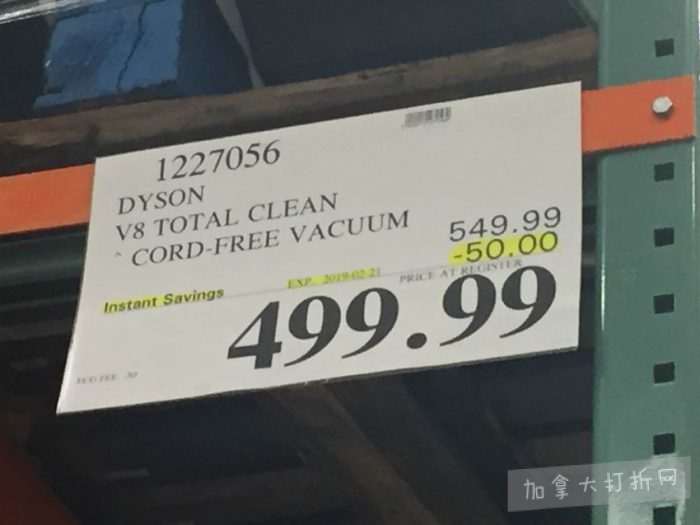 1227056
DYSON
V8 TOTAL CLEAN
^ CORD-FREE VACUUM
549.99
-50.00
Instant Savings
EXP. 2019-02-21
PRICE AT REGISTER
499.99
加拿大打折网